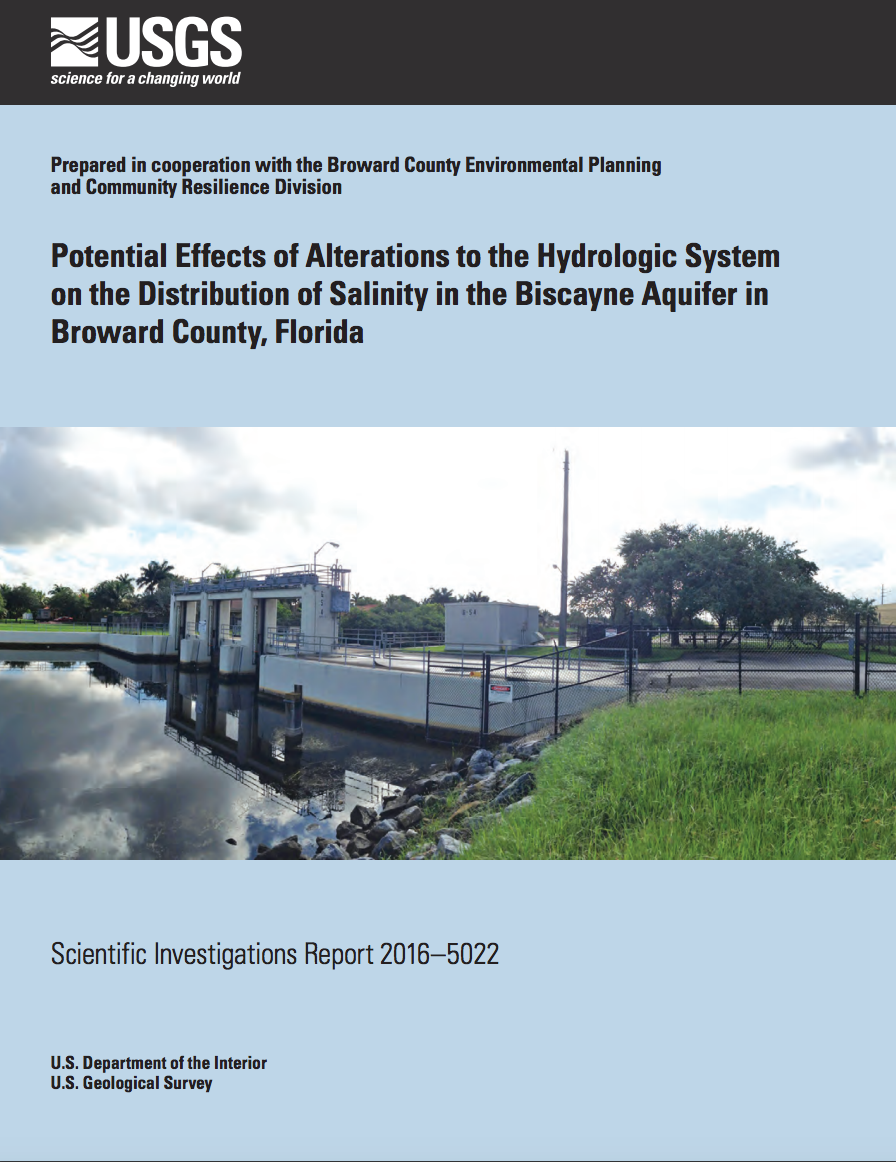 USGS
science for a changing world
Prepared in cooperation with the Broward County Environmental Planning
and Community Resilience Division
Potential Effects of Alterations to the Hydrologic System
on the Distribution of Salinity in the Biscayne Aquifer in
Broward County, Florida
Scientific Investigations Report 2016–5022
U.S. Department of the Interior
U.S. Geological Survey